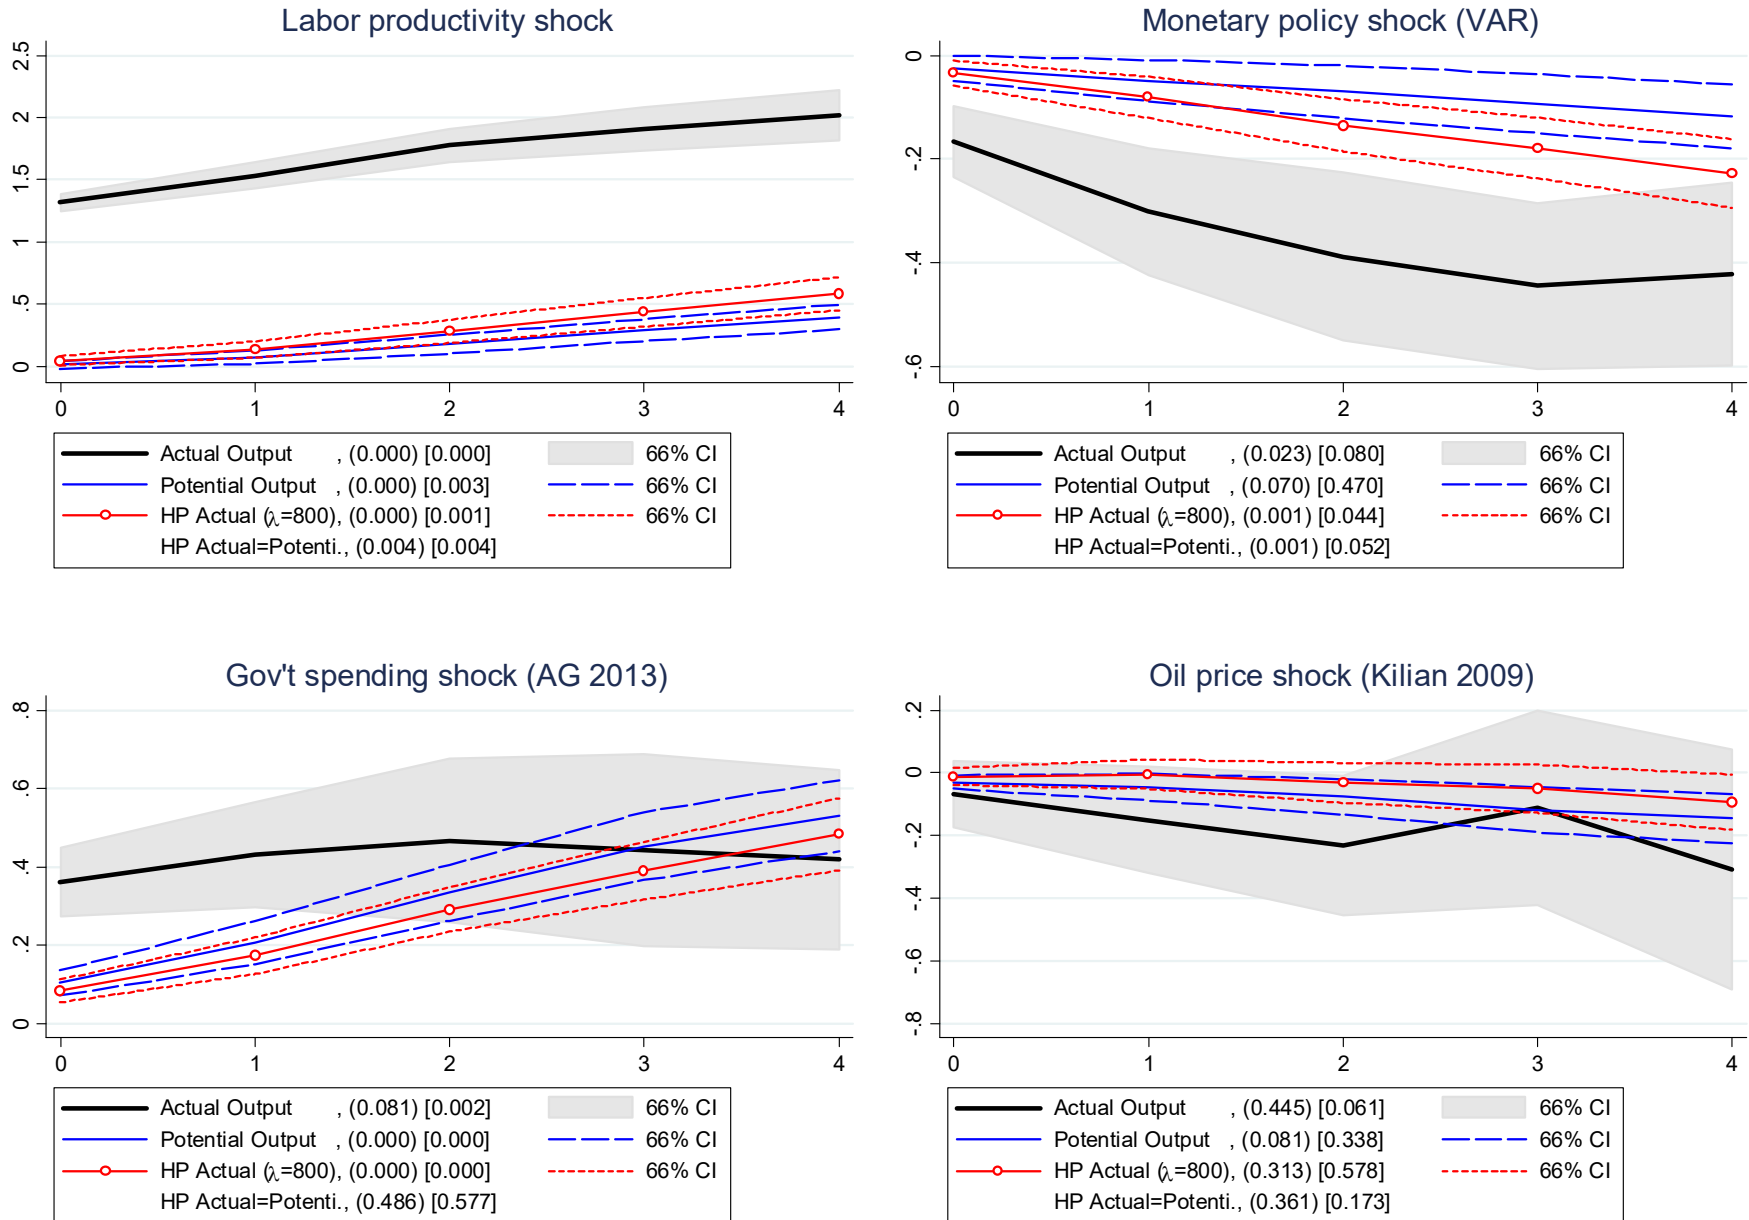 Labor productivity shock
2.5
2
1.5
1
.5
0
0 1 2 3 4
Actual Output , (0.000) [0.000] 66% CI
Potential Output , (0.000) [0.003] 66% CI
HP Actual (λ=800), (0.000) [0.001] 66% CI
HP Actual=Potenti., (0.004) [0.004]
Monetary policy shock (VAR)
0
-.2
-.4
-.6
0 1 2 3 4
Actual Output , (0.023) [0.080] 66% CI
Potential Output , (0.070) [0.470] 66% CI
HP Actual (λ=800), (0.001) [0.044] 66% CI
HP Actual=Potenti., (0.001) [0.052]
Gov't spending shock (AG 2013)
.8
.6
.4
.2
0
0 1 2 3 4
Actual Output , (0.081) [0.002] 66% CI
Potential Output , (0.000) [0.000] 66% CI
HP Actual (λ=800), (0.000) [0.000] 66% CI
HP Actual=Potenti., (0.486) [0.577]
Oil price shock (Kilian 2009)
.2
0
-.2
-.4
-.6
-.8
0 1 2 3 4
Actual Output , (0.445) [0.061] 66% CI
Potential Output , (0.081) [0.338] 66% CI
HP Actual (λ=800), (0.313) [0.578] 66% CI
HP Actual=Potenti., (0.361) [0.173]